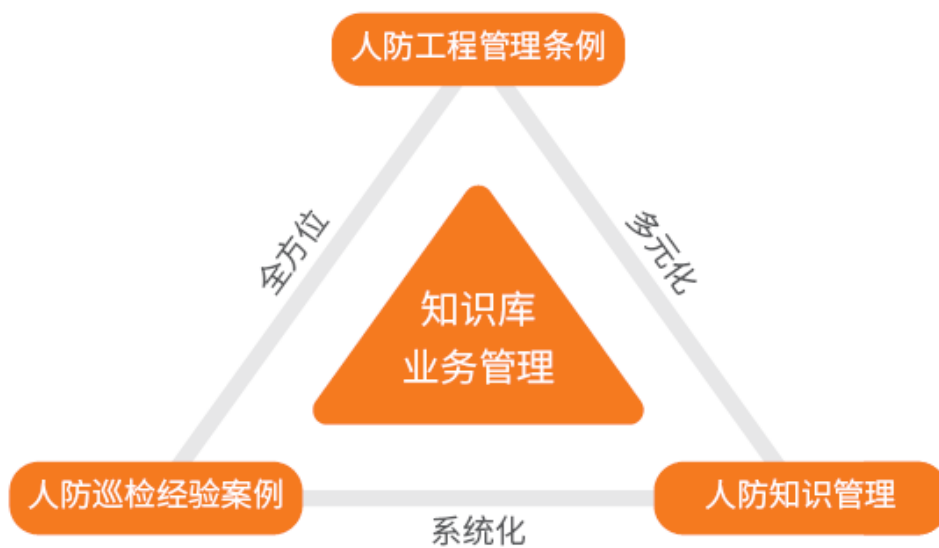 人防工程管理条例
全方位
多元化
知识库
业务管理
人防巡检经验案例
人防知识管理
系统化